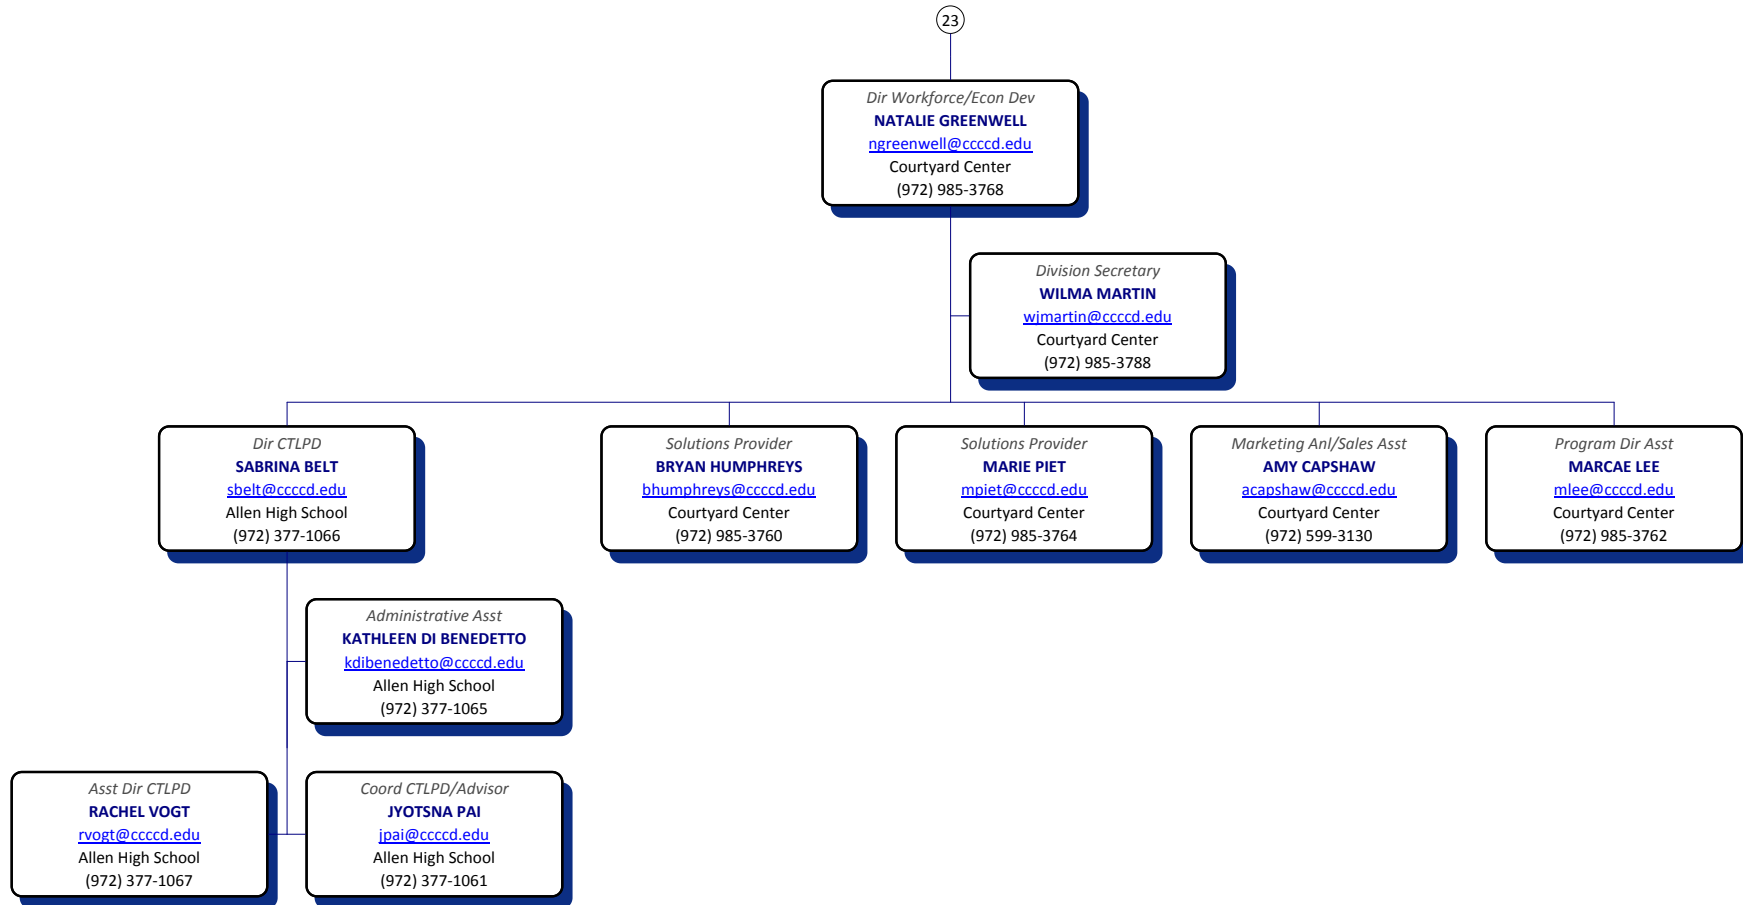 23
Dir Workforce/Econ Dev
NATALIE GREENWELL
ngreenwell@ccccd.edu
Courtyard Center
(972) 985-3768
Division Secretary
WILMA MARTIN
wjmartin@ccccd.edu
Courtyard Center
(972) 985-3788
Dir CTLPD
SABRINA BELT
sbelt@ccccd.edu
Allen High School
(972) 377-1066
Solutions Provider
BRYAN HUMPHREYS
bhumphreys@ccccd.edu
Courtyard Center
(972) 985-3760
Solutions Provider
MARIE PIET
mpiet@ccccd.edu
Courtyard Center
(972) 985-3764
Marketing Anl/Sales Asst
AMY CAPSHAW
acapshaw@ccccd.edu
Courtyard Center
(972) 599-3130
Program Dir Asst
MARCAE LEE
mlee@ccccd.edu
Courtyard Center
(972) 985-3762
Administrative Asst
KATHLEEN DI BENEDETTO
kdibenedetto@ccccd.edu
Allen High School
(972) 377-1065
Asst Dir CTLPD
RACHEL VOGT
rvogt@ccccd.edu
Allen High School
(972) 377-1067
Coord CTLPD/Advisor
JYOTSNA PAI
jpai@ccccd.edu
Allen High School
(972) 377-1061